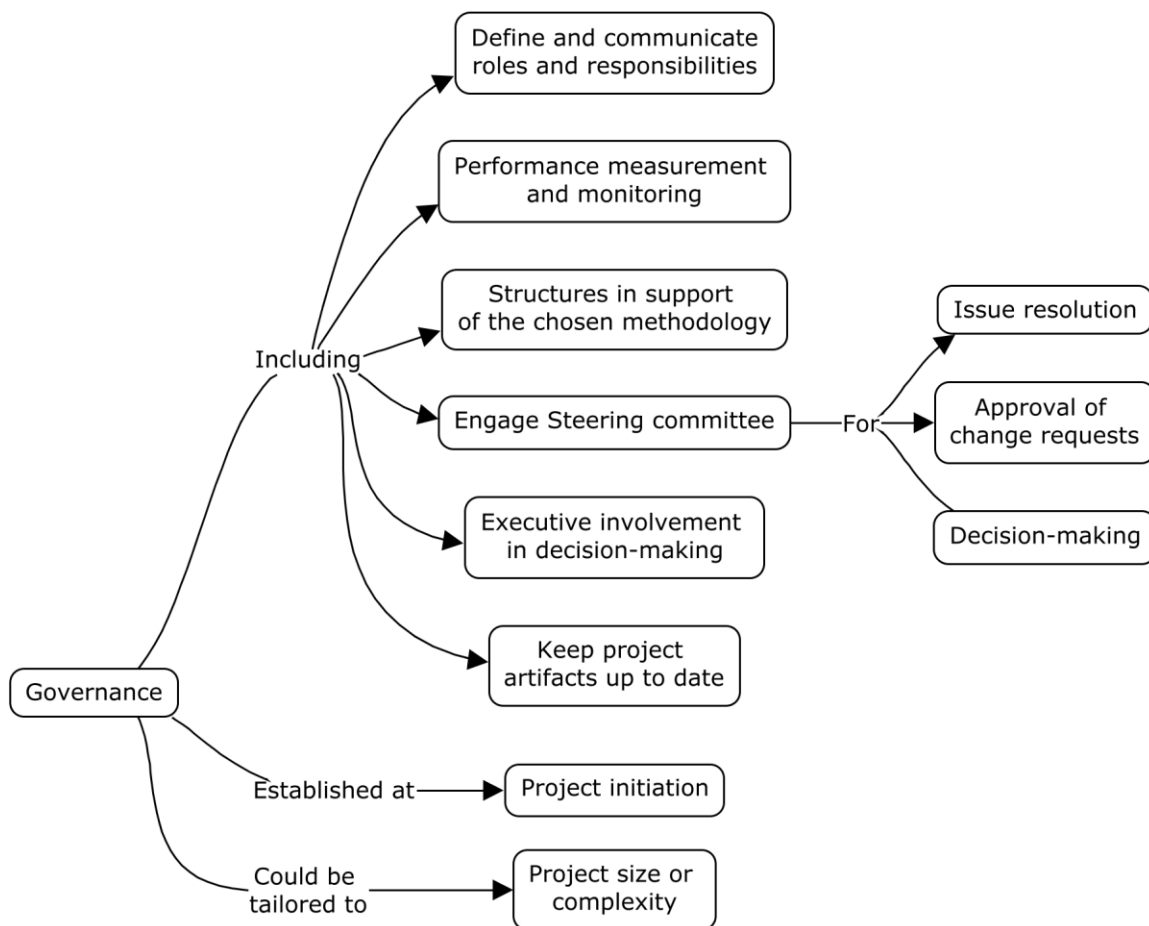 Define and communicate
roles and responsibilities
Performance measurement
and monitoring
Structures in support
of the chosen methodology
Including
Engage Steering committee
For
Issue resolution
Approval of
change requests
Decision-making
Executive involvement
in decision-making
Keep project
artifacts up to date
Governance
Established at
Project initiation
Could be
tailored to
Project size or
complexity